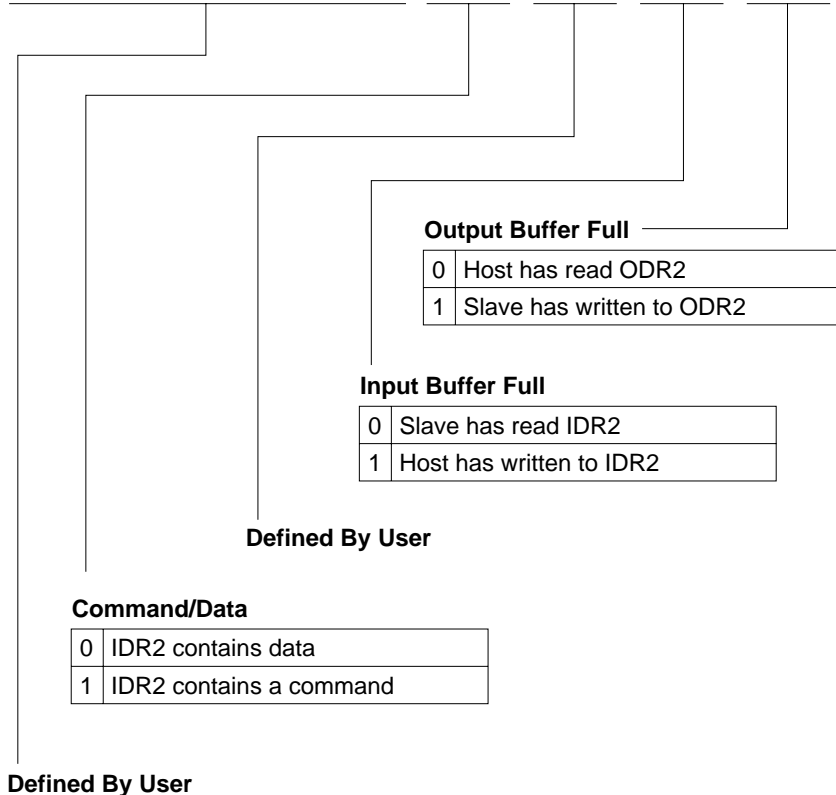 Output Buffer Full
0 Host has read ODR2
1 Slave has written to ODR2
Input Buffer Full
0 Slave has read IDR2
1 Host has written to IDR2
Defined By User
Command/Data
0 IDR2 contains data
1 IDR2 contains a command
Defined By User